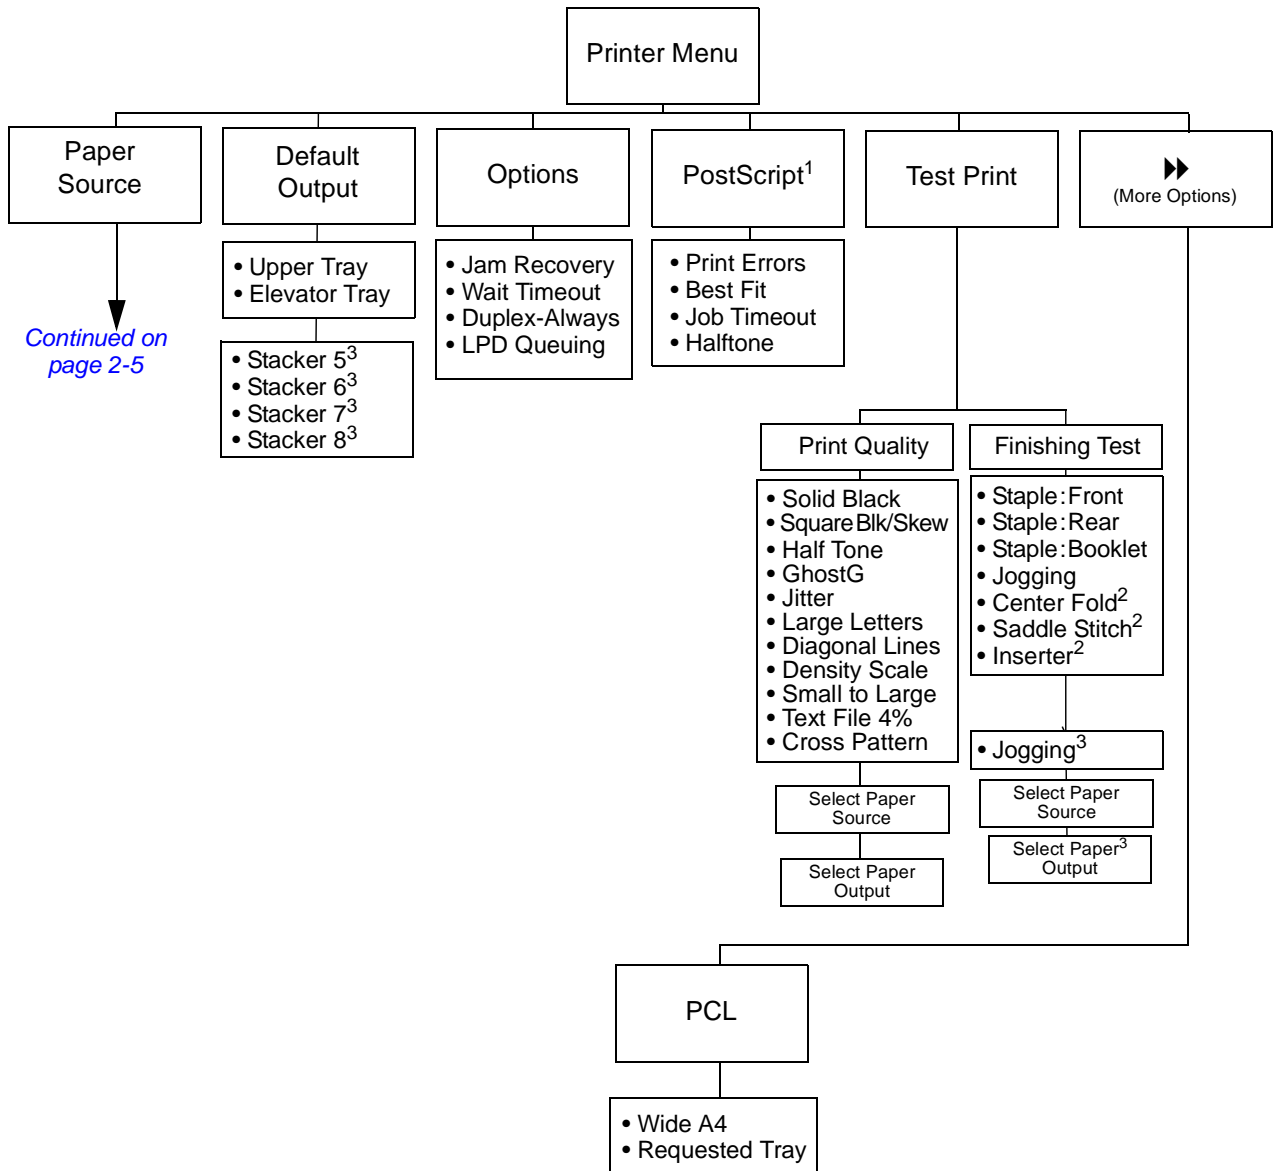 Printer Menu
Paper
Source
Default
Output
Options
PostScript¹
Test Print
(More Options)
Continued on
page 2-5
• Upper Tray
• Elevator Tray
• Stacker 5³
• Stacker 6³
• Stacker 7³
• Stacker 8³
• Jam Recovery
• Wait Timeout
• Duplex-Always
• LPD Queuing
• Print Errors
• Best Fit
• Job Timeout
• Halftone
Print Quality
• Solid Black
• Square Blk/Skew
• Half Tone
• GhostG
• Jitter
• Large Letters
• Diagonal Lines
• Density Scale
• Small to Large
• Text File 4%
• Cross Pattern
Select Paper
Source
Select Paper
Output
Finishing Test
• Staple:Front
• Staple:Rear
• Staple:Booklet
• Jogging
• Center Fold²
• Saddle Stitch²
• Inserter²
• Jogging³
Select Paper
Source
Select Paper³
Output
PCL
• Wide A4
• Requested Tray